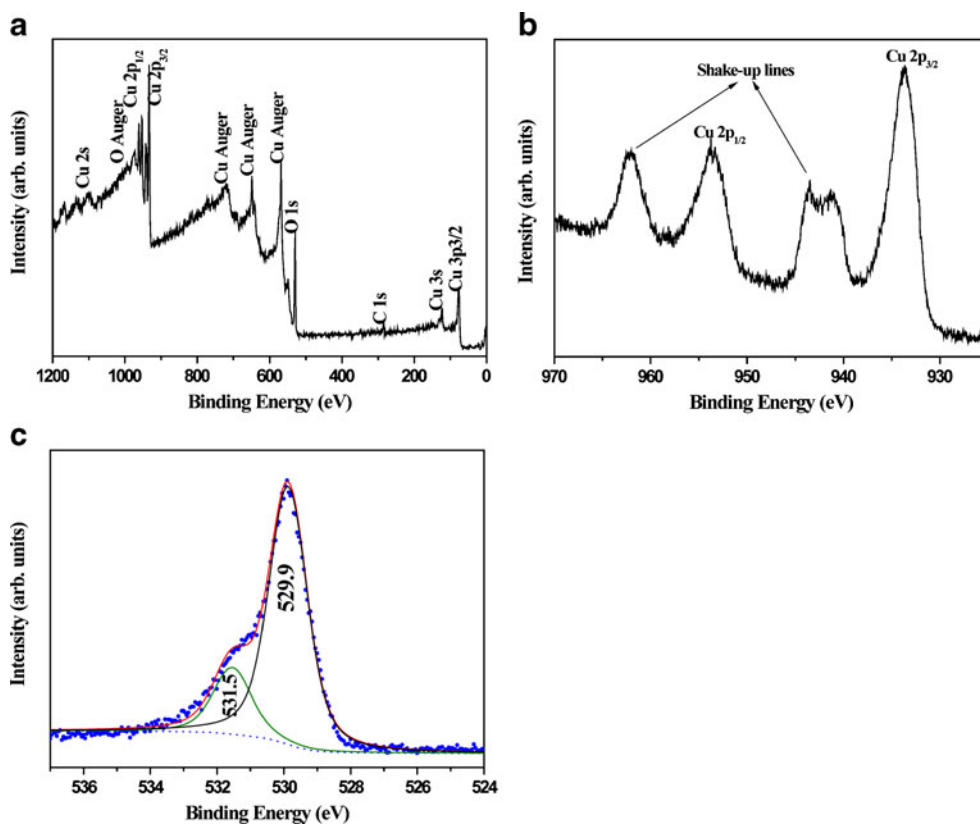 a
Cu 2s
O Auger
Cu 2p1/2
Cu 2p3/2
Cu Auger
Cu Auger
Cu Auger
O 1s
C 1s
Cu 3s
Cu 3p3/2
Intensity (arb. units)
1200 1000 800 600 400 200 0
Binding Energy (eV)
b
Shake-up lines
Cu 2p3/2
Cu 2p1/2
Intensity (arb. units)
970 960 950 940 930
Binding Energy (eV)
c
529.9
531.5
Intensity (arb. units)
536 534 532 530 528 526 524
Binding Energy (eV)